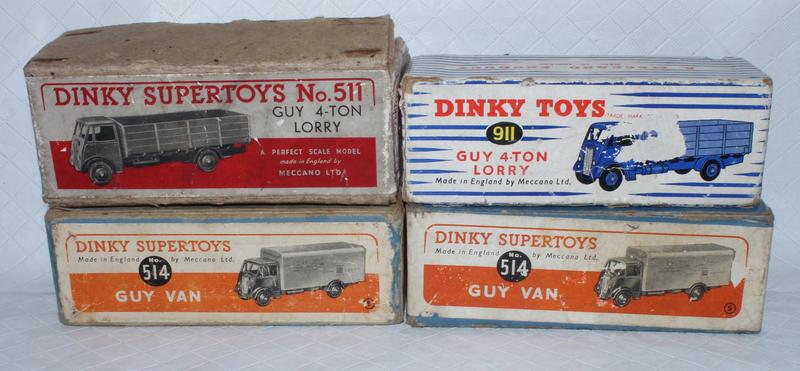 DINKY SUPERTOYS No.511
GUY 4-TON
LORRY
A PERFECT SCALE MODEL
made in England by
MECCANO LTD
DINKY TOYS
TRADE MARK
911
GUY 4-TON
LORRY
Made in England by Meccano Ltd.
DINKY SUPERTOYS
Made in England by Meccano Ltd.
No.
514
GUY VAN
DINKY SUPERTOYS
Made in England by Meccano Ltd.
No.
514
GUY VAN
S